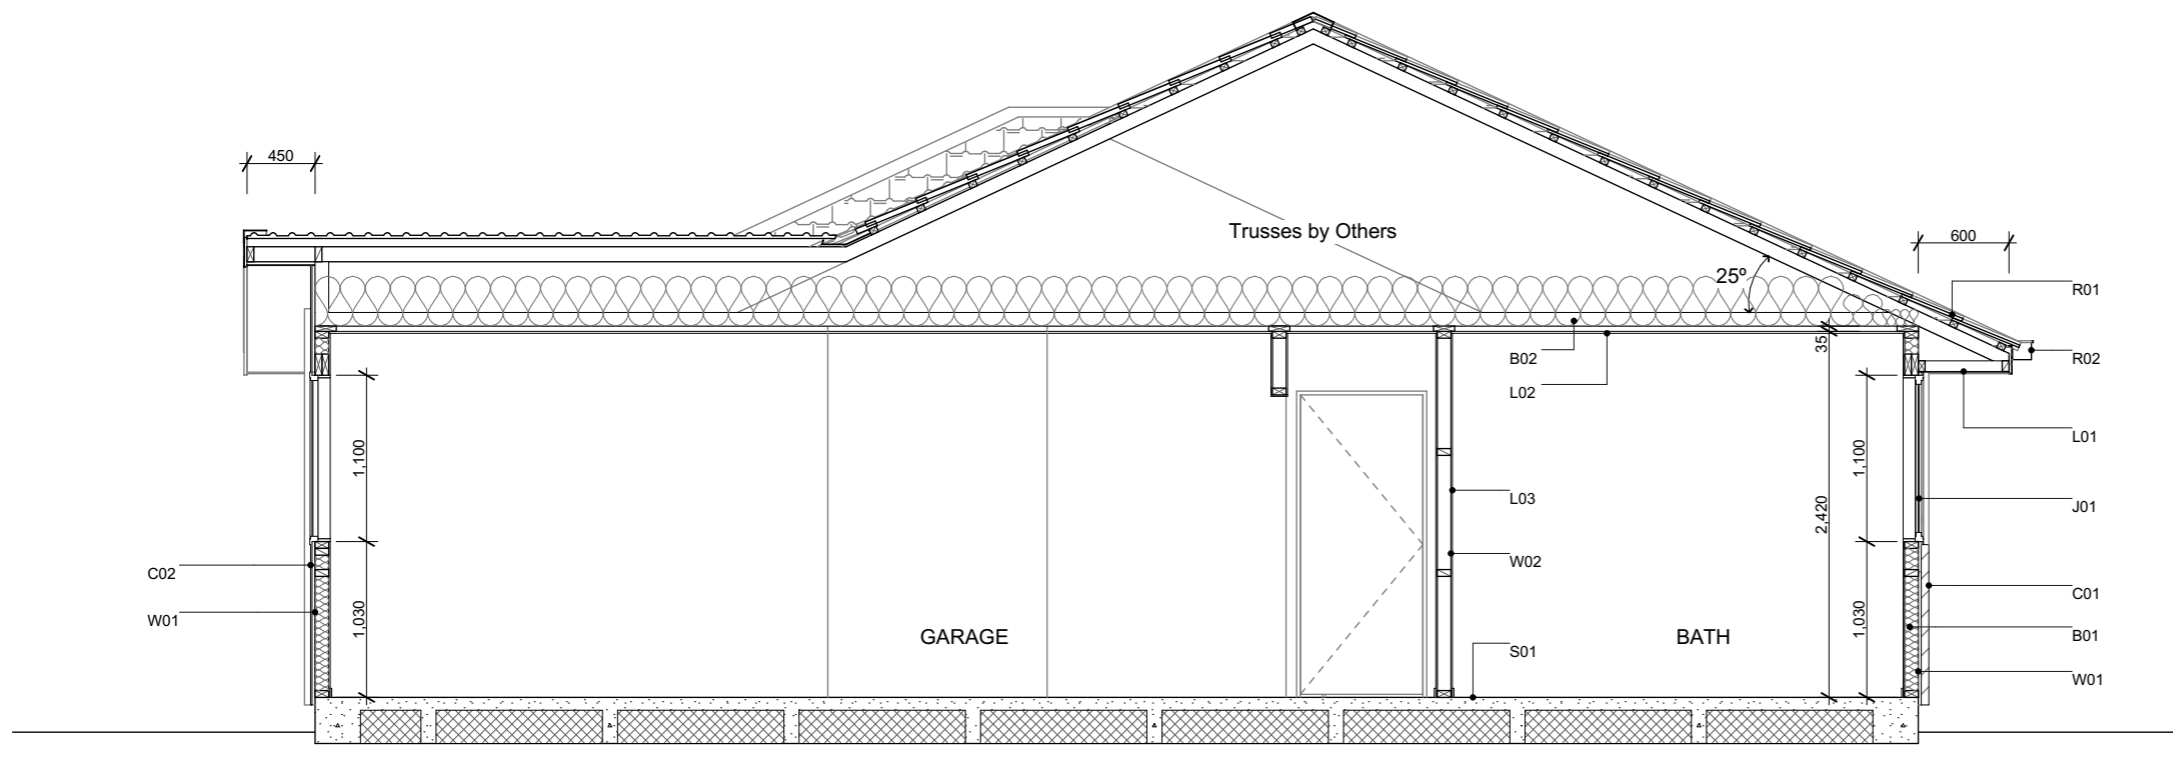 450
Trusses by Others
600
25º
R01
B02
35
R02
L02
L01
1,100
1,100
L03
2,420
J01
W02
C02
C01
W01
1,030
GARAGE
S01
BATH
1,030
B01
W01